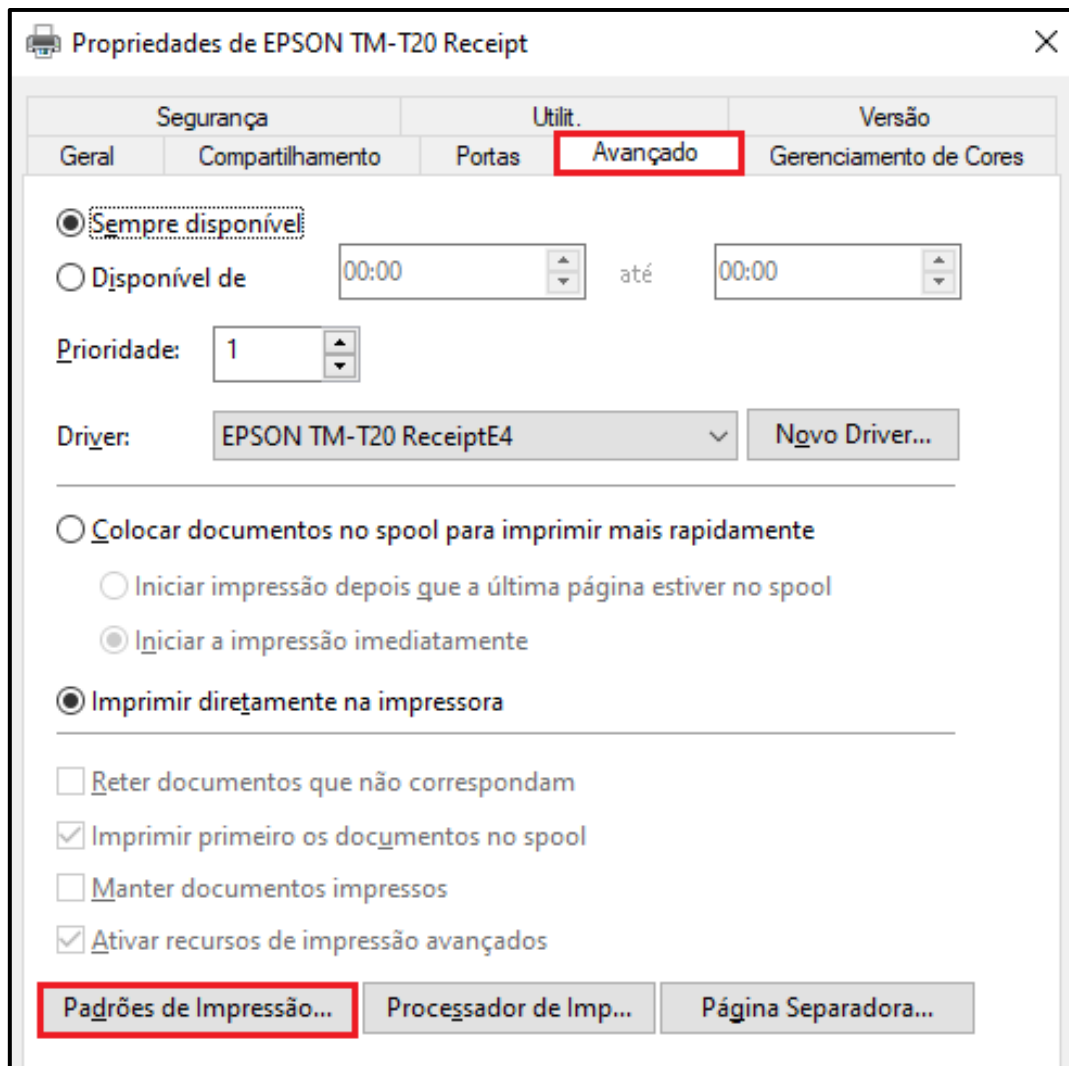 Propriedades de EPSON TM-T20 Receipt
Segurança Utilit. Versão
Geral Compartilhamento Portas Avançado Gerenciamento de Cores
Sempre disponível
Disponível de 00:00 até 00:00
Prioridade: 1
Driver: EPSON TM-T20 ReceiptE4 Novo Driver...
Colocar documentos no spool para imprimir mais rapidamente
Iniciar impressão depois que a última página estiver no spool
Iniciar a impressão imediatamente
Imprimir diretamente na impressora
Reter documentos que não correspondam
Imprimir primeiro os documentos no spool
Manter documentos impressos
Ativar recursos de impressão avançados
Padrões de Impressão... Processador de Imp... Página Separadora...